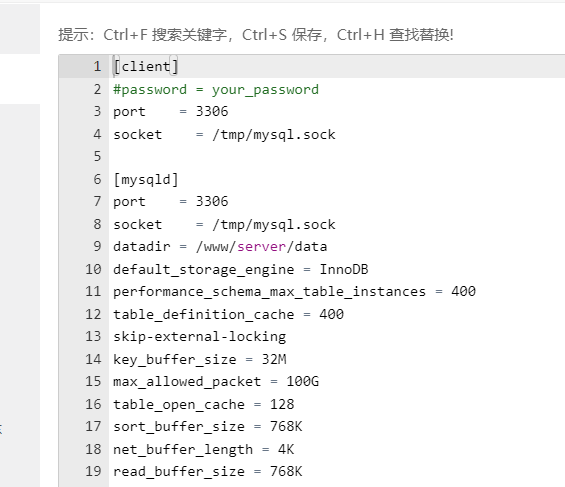 提示：Ctrl+F 搜索关键字，Ctrl+S 保存，Ctrl+H 查找替换!
1 [client]
2 #password = your_password
3 port    = 3306
4 socket    = /tmp/mysql.sock
5
6 [mysqld]
7 port    = 3306
8 socket    = /tmp/mysql.sock
9 datadir = /www/server/data
10 default_storage_engine = InnoDB
11 performance_schema_max_table_instances = 400
12 table_definition_cache = 400
13 skip-external-locking
14 key_buffer_size = 32M
15 max_allowed_packet = 100G
16 table_open_cache = 128
17 sort_buffer_size = 768K
18 net_buffer_length = 4K
19 read_buffer_size = 768K